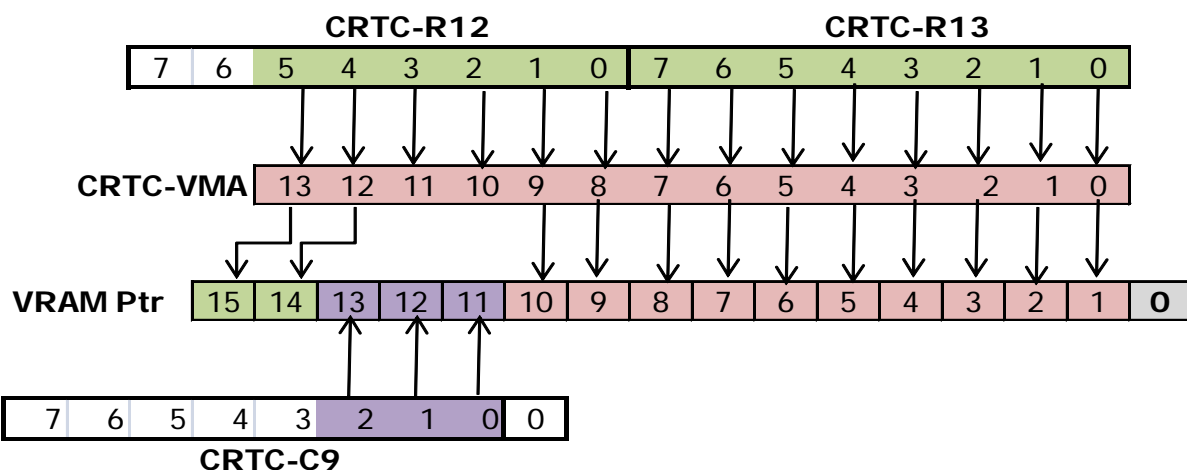 CRTC-R12 CRTC-R13
7 6 5 4 3 2 1 0 7 6 5 4 3 2 1 0
CRTC-VMA 13 12 11 10 9 8 7 6 5 4 3 2 1 0
VRAM Ptr 15 14 13 12 11 10 9 8 7 6 5 4 3 2 1 0
7 6 5 4 3 2 1 0 0
CRTC-C9